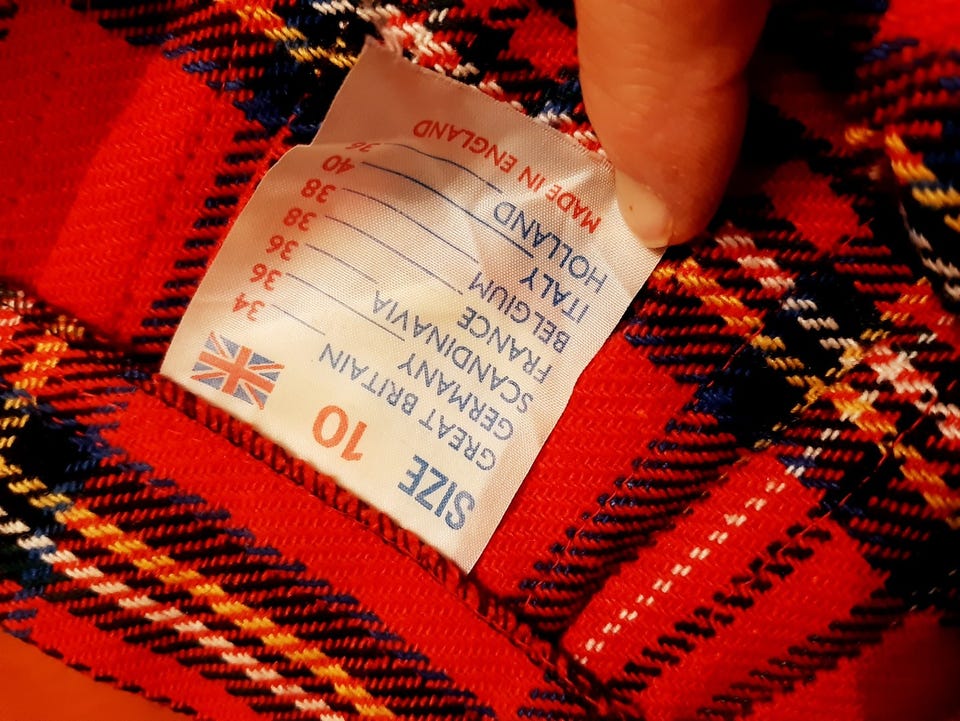 SIZE 10
GREAT BRITAIN 34
GERMANY 36
SCANDINAVIA 36
FRANCE 38
BELGIUM 38
ITALY 40
HOLLAND 36
MADE IN ENGLAND